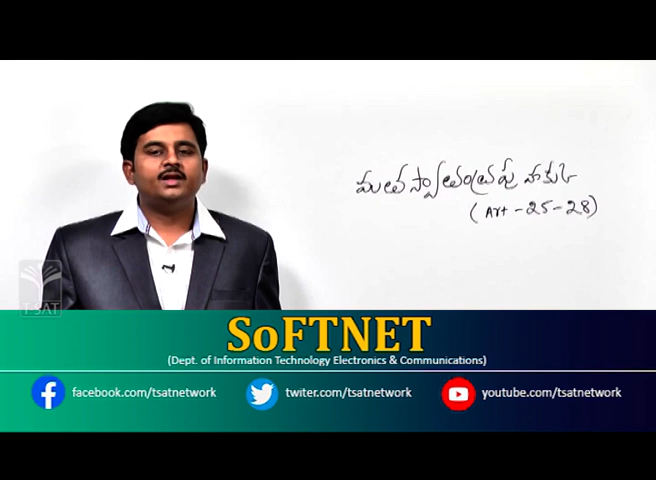 మత స్వాతంత్ర్యపు హక్కు
(Art - 25-28)
T-SAT
SoFTNET
(Dept. of Information Technology Electronics & Communications)
facebook.com/tsatnetwork
twiter.com/tsatnetwork
youtube.com/tsatnetwork